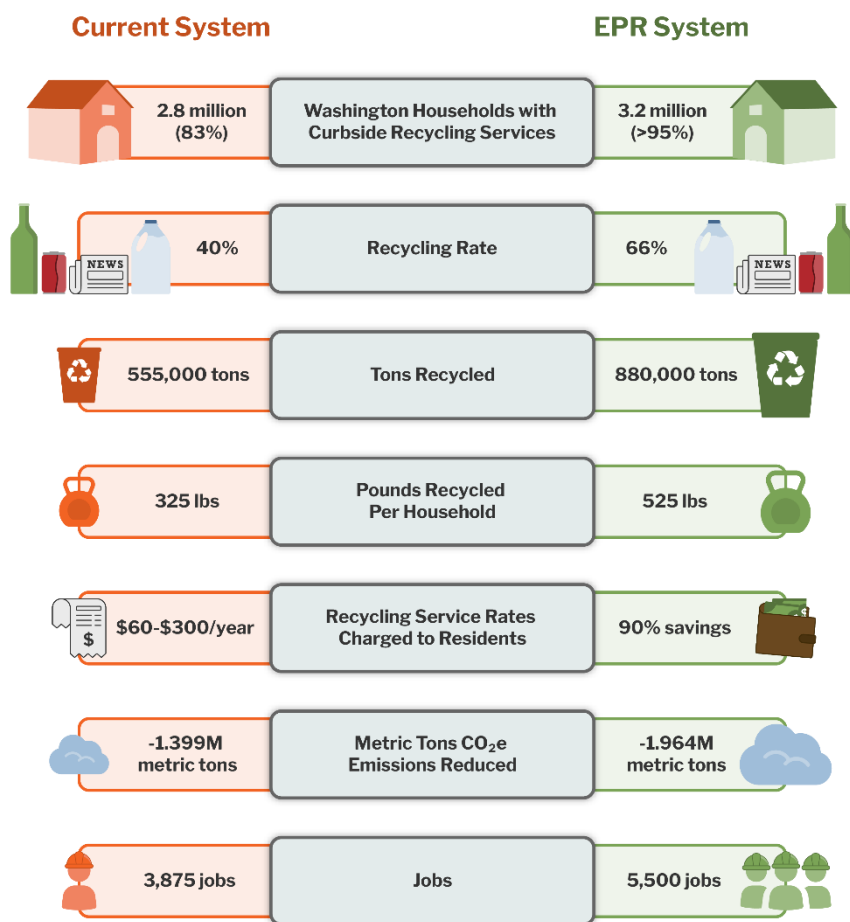 Current System
EPR System
2.8 million
(83%)
Washington Households with
Curbside Recycling Services
3.2 million
(>95%)
NEWS
40%
Recycling Rate
66%
NEWS
555,000 tons
Tons Recycled
880,000 tons
325 lbs
Pounds Recycled
Per Household
525 lbs
$
$60-$300/year
Recycling Service Rates
Charged to Residents
90% savings
$
-1.399M
metric tons
Metric Tons CO₂e
Emissions Reduced
-1.964M
metric tons
3,875 jobs
Jobs
5,500 jobs